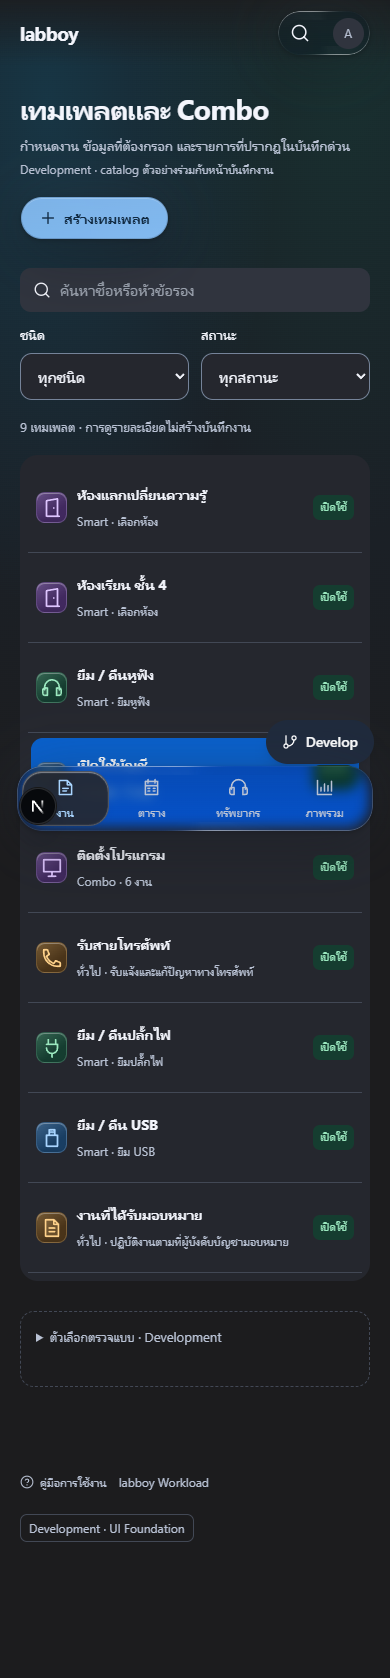 labboy
A
เทมเพลตและ Combo
กำหนดงาน ข้อมูลที่ต้องกรอก และรายการที่ปรากฏในบันทึกด่วน
Development · catalog ตัวอย่างร่วมกับหน้าบันทึกงาน
สร้างเทมเพลต
ค้นหาชื่อหรือหัวข้อรอง
ชนิด
สถานะ
ทุกชนิด
ทุกสถานะ
9 เทมเพลต · การดูรายละเอียดไม่สร้างบันทึกงาน
ห้องแลกเปลี่ยนความรู้
Smart · เลือกห้อง
เปิดใช้
ห้องเรียน ชั้น 4
Smart · เลือกห้อง
เปิดใช้
ยืม / คืนหูฟัง
Smart · ยืมหูฟัง
เปิดใช้
Develop
เปิดใช้บัญชี
N
งาน
ตาราง
ทรัพยากร
ภาพรวม
ติดตั้งโปรแกรม
Combo · 6 งาน
เปิดใช้
รับสายโทรศัพท์
ทั่วไป · รับแจ้งและแก้ปัญหาทางโทรศัพท์
เปิดใช้
ยืม / คืนปลั๊กไฟ
Smart · ยืมปลั๊กไฟ
เปิดใช้
ยืม / คืน USB
Smart · ยืม USB
เปิดใช้
งานที่ได้รับมอบหมาย
ทั่วไป · ปฏิบัติงานตามที่ผู้บังคับบัญชามอบหมาย
เปิดใช้
ตัวเลือกตรวจแบบ · Development
คู่มือการใช้งาน
labboy Workload
Development · UI Foundation